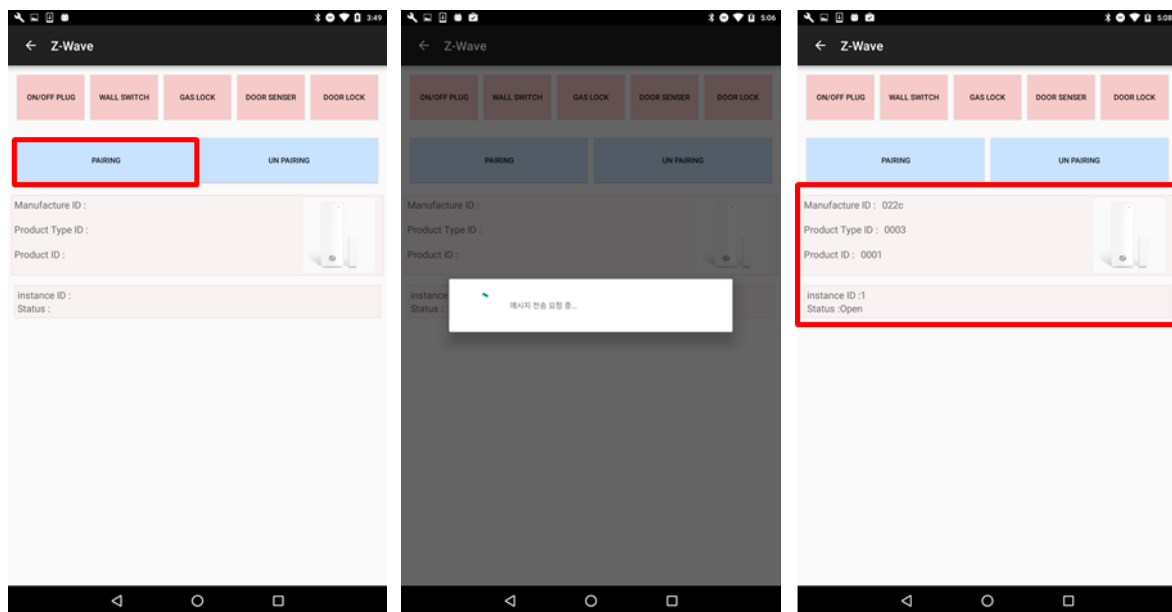 3:49
Z-Wave
ON/OFF PLUG
WALL SWITCH
GAS LOCK
DOOR SENSER
DOOR LOCK
PAIRING
UN PAIRING
Manufacture ID :
Product Type ID :
Product ID :
instance ID :
Status :
5:06
Z-Wave
ON/OFF PLUG
WALL SWITCH
GAS LOCK
DOOR SENSER
DOOR LOCK
PAIRING
UN PAIRING
Manufacture ID :
Product Type ID :
Product ID :
instance
Status :
메시지 전송 요청 중...
5:08
Z-Wave
ON/OFF PLUG
WALL SWITCH
GAS LOCK
DOOR SENSER
DOOR LOCK
PAIRING
UN PAIRING
Manufacture ID : 022c
Product Type ID : 0003
Product ID : 0001
instance ID :1
Status :Open